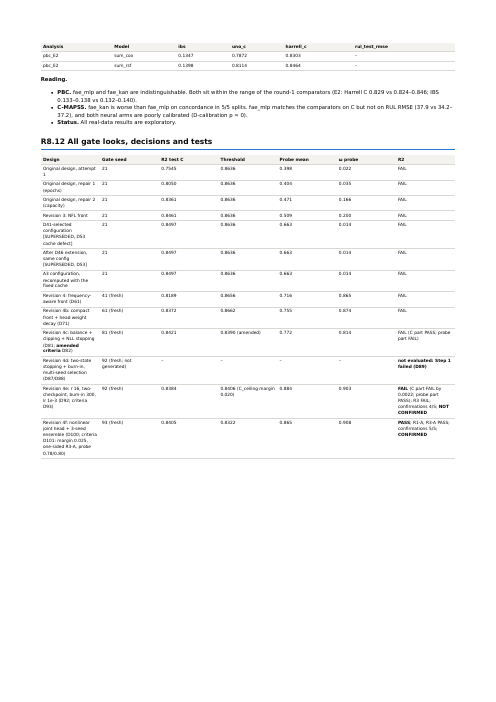 Analysis Model ibs uno_c harrell_c rul_test_rmse
pbc_E2 sum_cox 0.1347 0.7872 0.8303 –
pbc_E2 sum_rsf 0.1398 0.8114 0.8464 –
Reading.
• PBC. fae_mlp and fae_kan are indistinguishable. Both sit within the range of the round-1 comparators (E2: Harrell C 0.829 vs 0.824–0.846; IBS
0.133–0.138 vs 0.132–0.140).
• C-MAPSS. fae_kan is worse than fae_mlp on concordance in 5/5 splits. fae_mlp matches the comparators on C but not on RUL RMSE (37.9 vs 34.2–
37.2), and both neural arms are poorly calibrated (D-calibration p ≈ 0).
• Status. All real-data results are exploratory.
R8.12 All gate looks, decisions and tests
Design Gate seed R2 test C Threshold Probe mean ω probe R2
Original design, attempt 21 0.7545 0.8636 0.398 0.022 FAIL
1
Original design, repair 1 21 0.8050 0.8636 0.404 0.035 FAIL
(epochs)
Original design, repair 2 21 0.8361 0.8636 0.471 0.166 FAIL
(capacity)
Revision 3: NFL front 21 0.8461 0.8636 0.509 0.200 FAIL
D41-selected 21 0.8497 0.8636 0.663 0.014 FAIL
configuration
[SUPERSEDED, D53
cache defect]
After D46 extension, 21 0.8497 0.8636 0.663 0.014 FAIL
same config
[SUPERSEDED, D53]
A3 configuration, 21 0.8497 0.8636 0.663 0.014 FAIL
recomputed with the
fixed cache
Revision 4: frequency- 41 (fresh) 0.8189 0.8656 0.716 0.865 FAIL
aware front (D61)
Revision 4b: compact 61 (fresh) 0.8372 0.8662 0.755 0.874 FAIL
front + head weight
decay (D71)
Revision 4c: balance + 81 (fresh) 0.8421 0.8390 (amended) 0.772 0.814 FAIL (C part PASS; probe
clipping + NLL stopping part FAIL)
(D81; amended
criteria D82)
Revision 4d: two-state 92 (fresh; not – – – – not evaluated: Step 1
stopping + burn-in, generated) failed (D89)
multi-seed selection
(D87/D88)
Revision 4e: r 16, two- 92 (fresh) 0.8384 0.8406 (C_ceiling margin 0.884 0.903 FAIL (C part FAIL by
checkpoint, burn-in 300, 0.020) 0.0022; probe part
lr 1e-3 (D92; criteria PASS); R3 FAIL;
D93) confirmations 4/5; NOT
CONFIRMED
Revision 4f: nonlinear 93 (fresh) 0.8405 0.8322 0.865 0.908 PASS; R1-A, R3-A PASS;
joint head + 3-seed confirmations 5/5;
ensemble (D100; criteria CONFIRMED
D101: margin 0.025,
one-sided R3-A, probe
0.78/0.80)